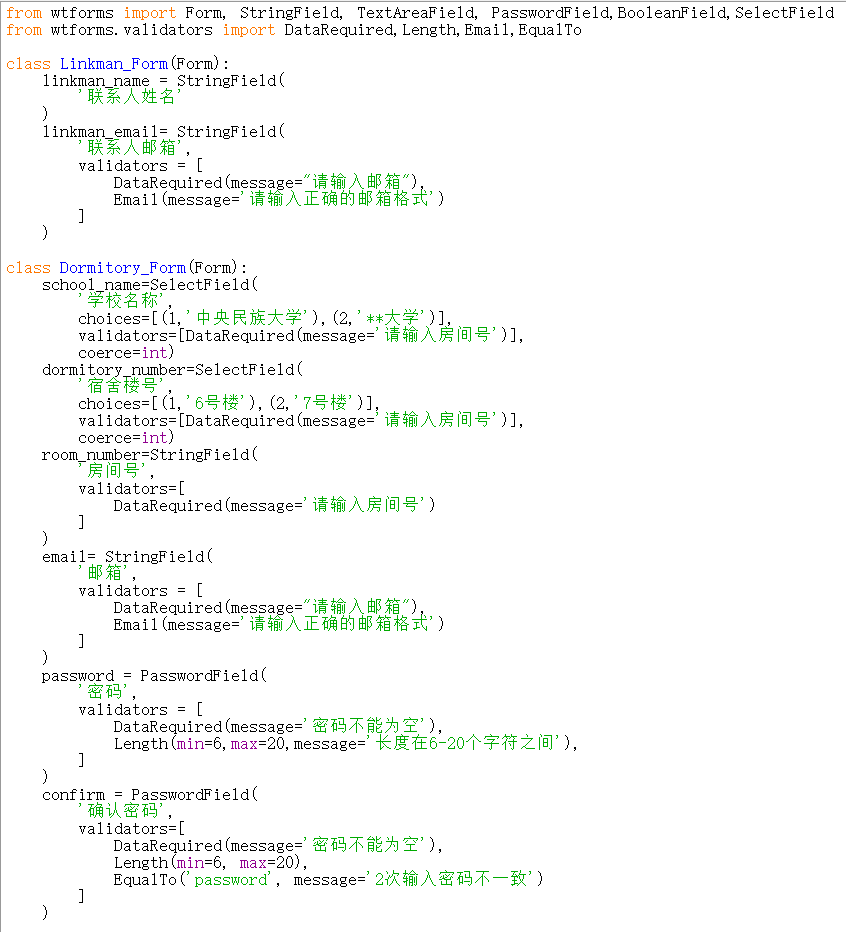 from wtforms import Form, StringField, TextAreaField, PasswordField,BooleanField,SelectField
from wtforms.validators import DataRequired,Length,Email,EqualTo

class Linkman_Form(Form):
    linkman_name = StringField(
        '联系人姓名'
    )
    linkman_email= StringField(
        '联系人邮箱',
        validators = [
            DataRequired(message="请输入邮箱"),
            Email(message='请输入正确的邮箱格式')
        ]
    )

class Dormitory_Form(Form):
    school_name=SelectField(
        '学校名称',
        choices=[(1,'中央民族大学'),(2,'**大学')],
        validators=[DataRequired(message='请输入房间号')],
        coerce=int)
    dormitory_number=SelectField(
        '宿舍楼号',
        choices=[(1,'6号楼'),(2,'7号楼')],
        validators=[DataRequired(message='请输入房间号')],
        coerce=int)
    room_number=StringField(
        '房间号',
        validators=[
            DataRequired(message='请输入房间号')
        ]
    )
    email= StringField(
        '邮箱',
        validators = [
            DataRequired(message="请输入邮箱"),
            Email(message='请输入正确的邮箱格式')
        ]
    )
    password = PasswordField(
        '密码',
        validators = [
            DataRequired(message='密码不能为空'),
            Length(min=6,max=20,message='长度在6-20个字符之间'),
        ]
    )
    confirm = PasswordField(
        '确认密码',
        validators=[
            DataRequired(message='密码不能为空'),
            Length(min=6, max=20),
            EqualTo('password', message='2次输入密码不一致')
        ]
    )